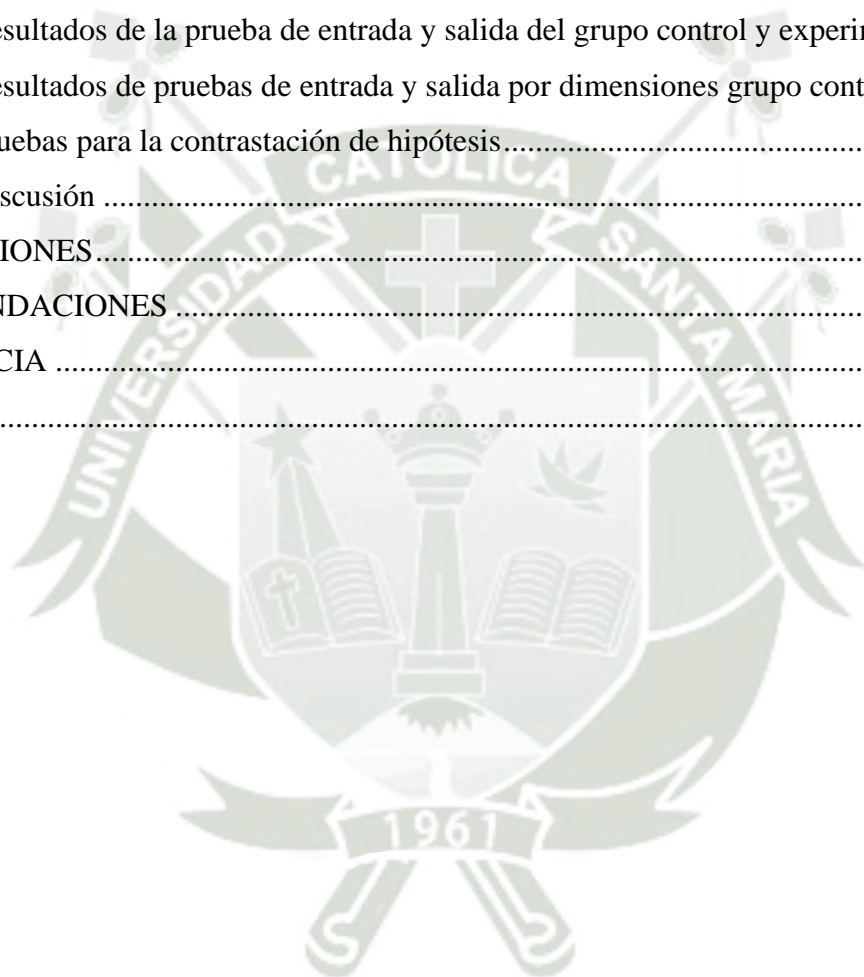 esultados de la prueba de entrada y salida del grupo control y experi
esultados de pruebas de entrada y salida por dimensiones grupo cont
uebas para la contrastación de hipótesis.......................................................
scusión ..............................................................................................................
IONES...............................................................................................................
NDACIONES ....................................................................................................
CIA ....................................................................................................................
............................................................................................................................
UNIVERSIDAD CATOLICA SANTA MARIA
1961